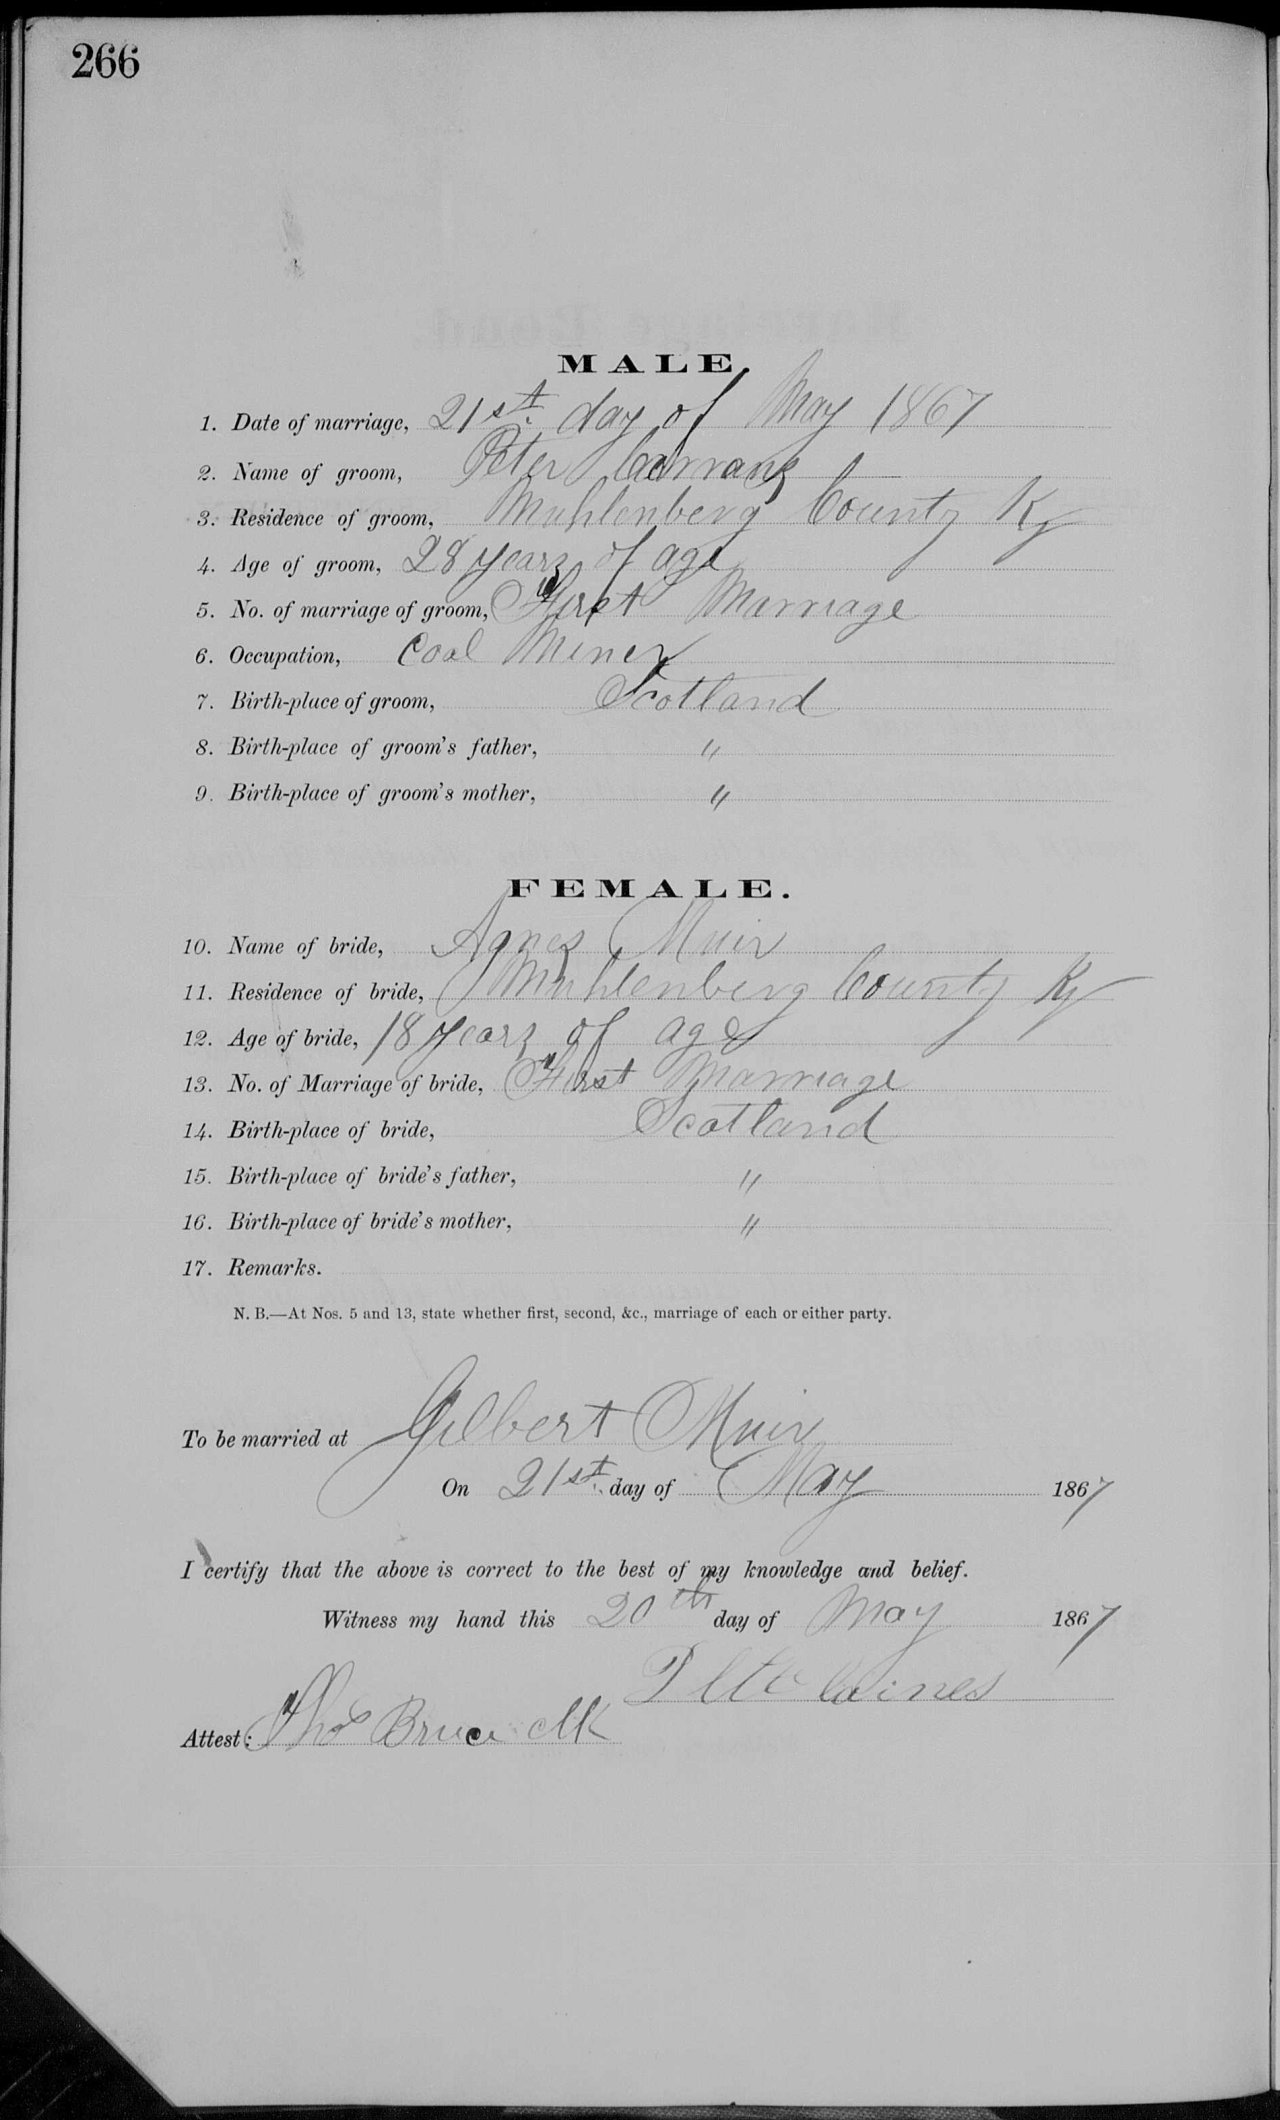 266
MALE.
1. Date of marriage, 21st. day of May 1867
2. Name of groom, Peter
3. Residence of groom, Muhlenberg County Ky
4. Age of groom, 28 years of age
5. No. of marriage of groom, First Marriage
6. Occupation, Coal Miner
7. Birth-place of groom, Scotland
8. Birth-place of groom's father, "
9. Birth-place of groom's mother, "
FEMALE.
10. Name of bride, Agnes Muir
11. Residence of bride, Muhlenberg County Ky
12. Age of bride, 18 years of age
13. No. of Marriage of bride, First Marriage
14. Birth-place of bride, Scotland
15. Birth-place of bride's father, "
16. Birth-place of bride's mother, "
17. Remarks.
N. B.—At Nos. 5 and 13, state whether first, second, &c., marriage of each or either party.
To be married at Gilbert Muir
On 21st. day of May 1867
I certify that the above is correct to the best of my knowledge and belief.
Witness my hand this 20th day of May 1867
Attest: Thos Bruce clk